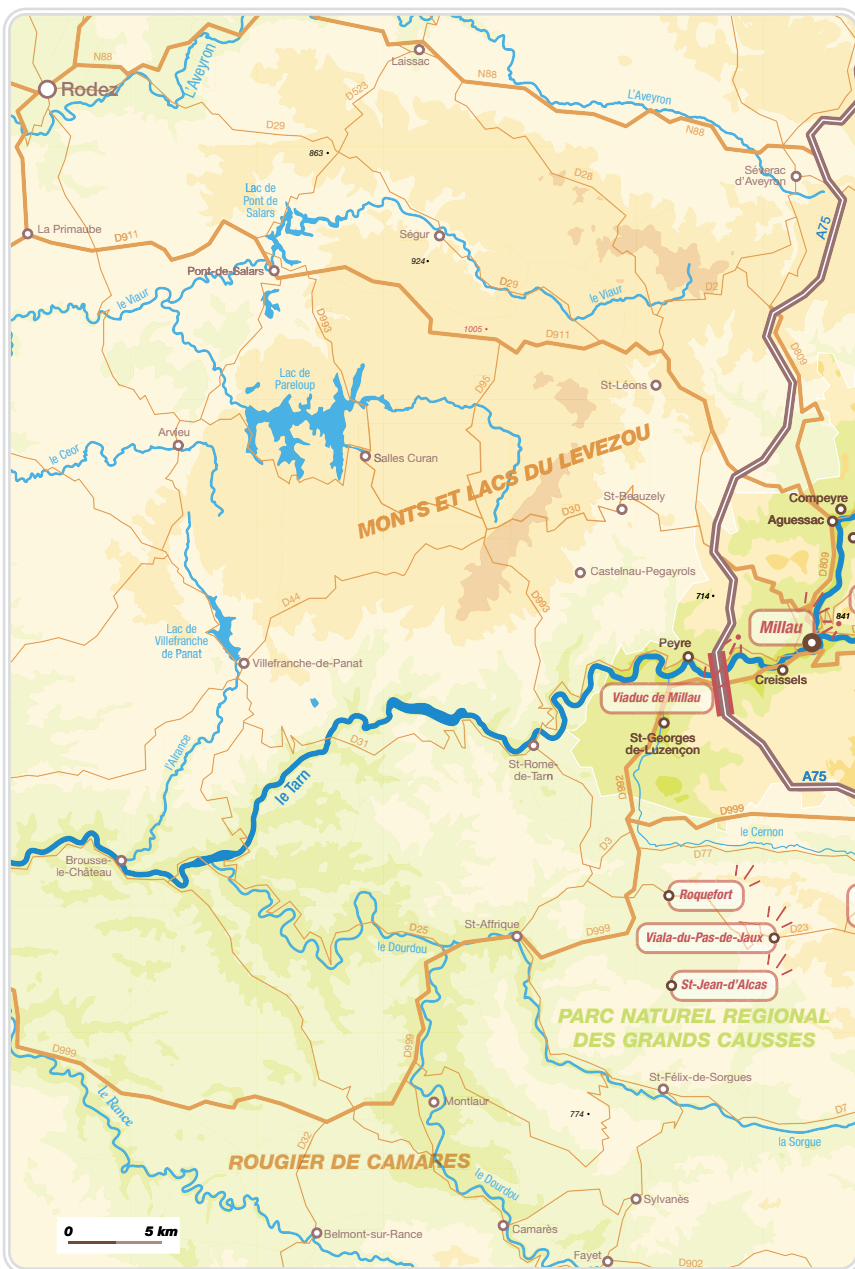 N88
L'Aveyron
Laissac
Rodez
D523
N88
L'Aveyron
D29
N88
863
D28
Séverac
d'Aveyron
Lac de
Pont de
Salars
A75
La Primaube
D911
Ségur
924
Pont-de-Salars
D29
le Viaur
D2
le Viaur
D993
1005
D911
D809
Lac de
Pareloup
D95
St-Léons
Arvieu
le Ceor
Salles Curan
MONTS ET LACS DU LEVEZOU
St-Beauzely
D30
Compeyre
Aguessac
D809
Castelnau-Pegayrols
D44
D993
714
841
Millau
Lac de
Villefranche
de Panat
Villefranche-de-Panat
Peyre
Creissels
Viaduc de Millau
St-Georges
de-Luzençon
l'Alrance
D31
le Tarn
St-Rome-
de-Tarn
D992
A75
D999
le Cernon
D3
D77
Brousse-
le-Château
Roquefort
St-Affrique
D25
le Dourdou
D999
Viala-du-Pas-de-Jaux
D23
St-Jean-d'Alcas
PARC NATUREL REGIONAL
DES GRANDS CAUSSES
D999
D999
St-Félix-de-Sorgues
le Rance
Montlaur
774
D7
la Sorgue
D32
ROUGIER DE CAMARES
le Dourdou
Sylvanès
Belmont-sur-Rance
Camarès
0 5 km
Fayet
D902